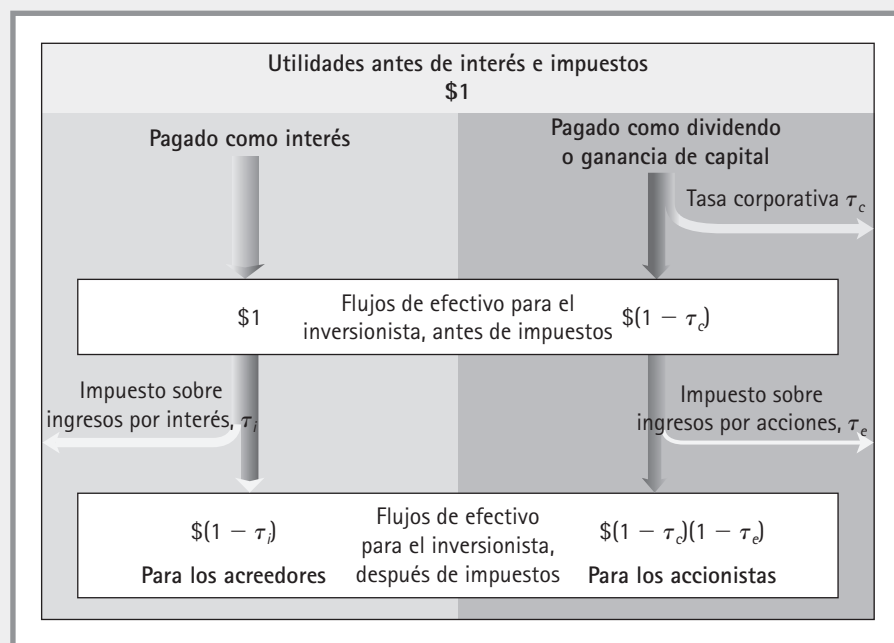 Utilidades antes de interés e impuestos
$1
Pagado como interés
Pagado como dividendo
o ganancia de capital
Tasa corporativa τc
$1
Flujos de efectivo para el
inversionista, antes de impuestos
$(1 − τc)
Impuesto sobre
ingresos por interés, τi
Impuesto sobre
ingresos por acciones, τe
$(1 − τi)
Para los acreedores
Flujos de efectivo
para el inversionista,
después de impuestos
$(1 − τc)(1 − τe)
Para los accionistas